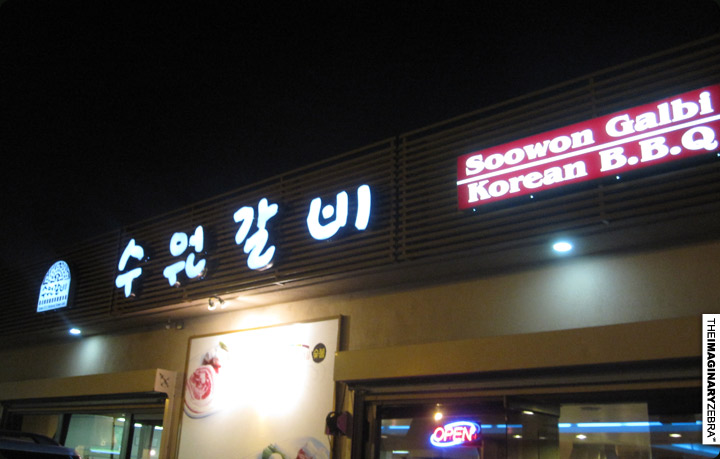 수원갈비
Soowon Galbi
Korean B.B.Q
OPEN
THEIMAGINARYZEBRA